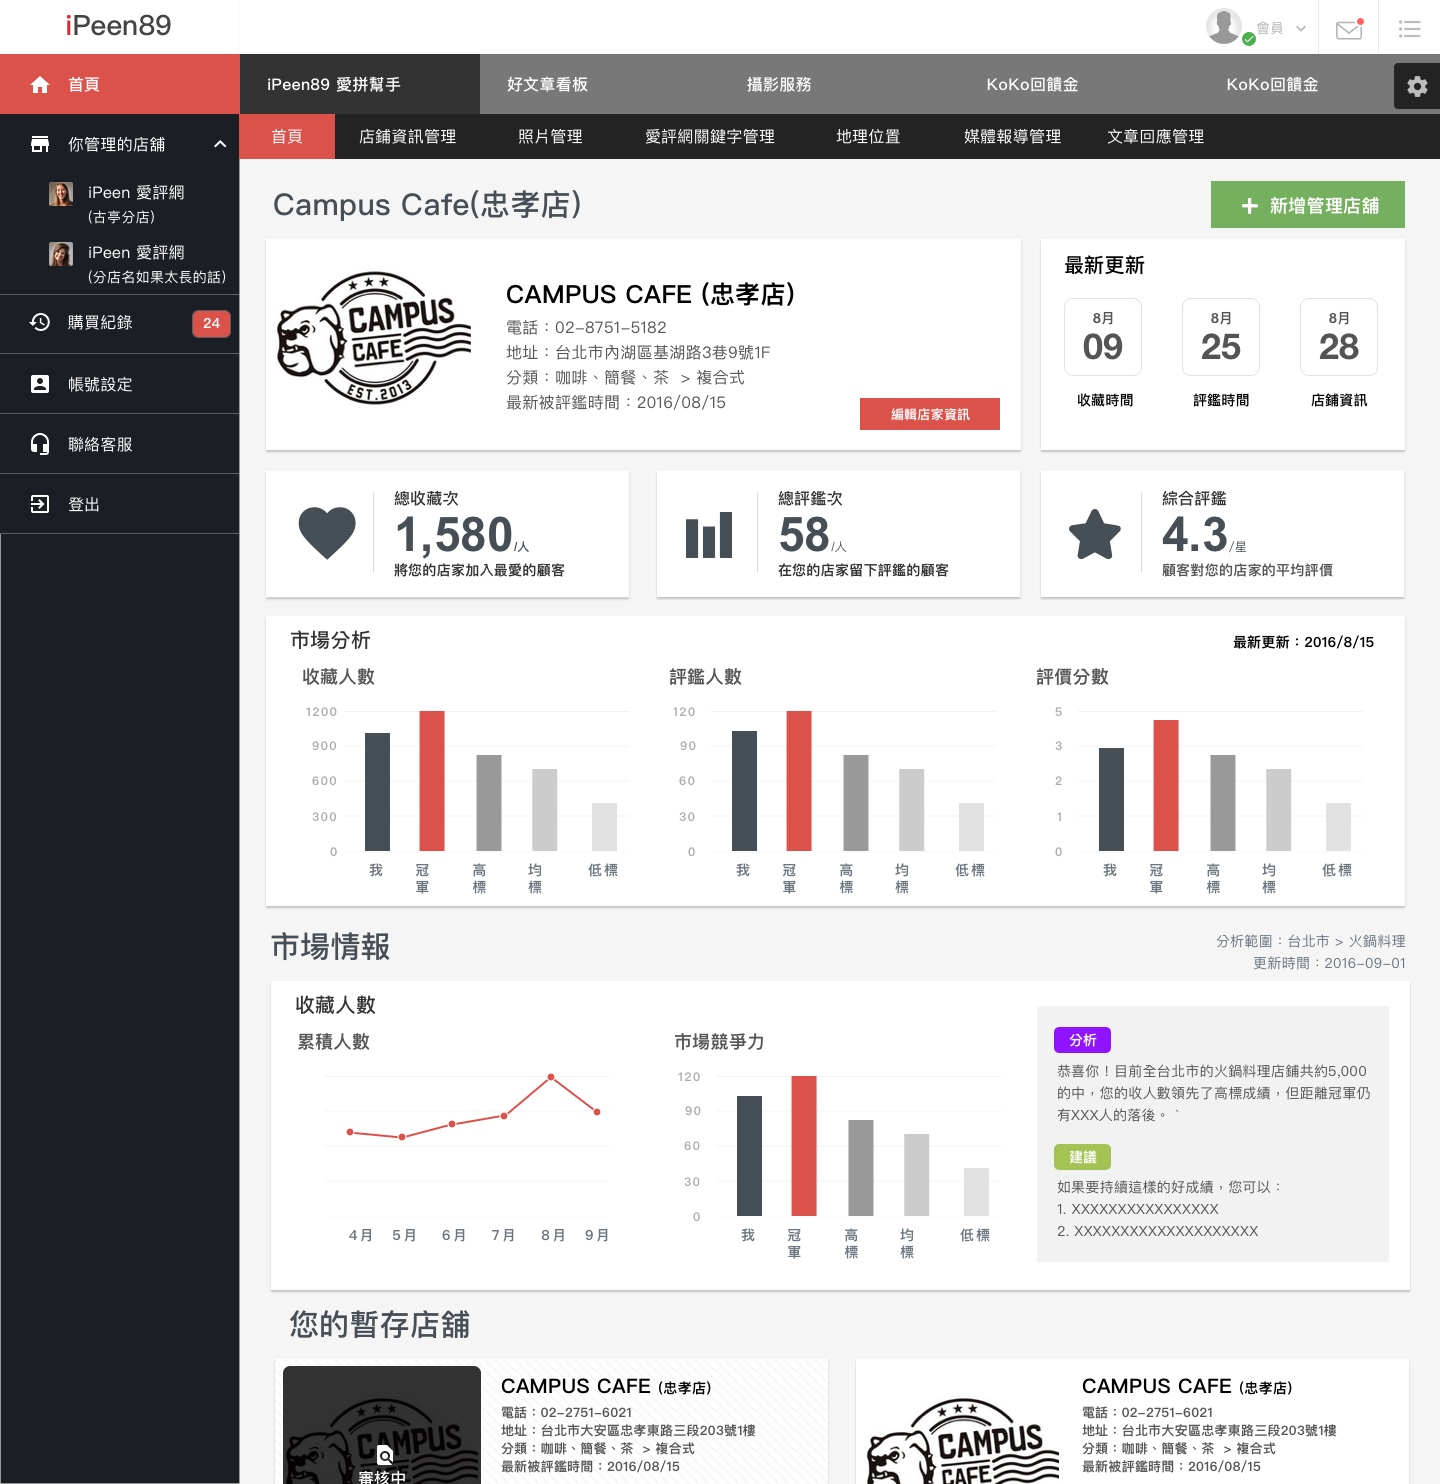 iPeen89
會員
首頁
iPeen89 愛拼幫手
好文章看板
攝影服務
KoKo回饋金
KoKo回饋金
你管理的店舖
iPeen 愛評網
(古亭分店)
iPeen 愛評網
(分店名如果太長的話)
購買紀錄
24
帳號設定
聯絡客服
登出
首頁
店鋪資訊管理
照片管理
愛評網關鍵字管理
地理位置
媒體報導管理
文章回應管理
Campus Cafe(忠孝店)
新增管理店舖
CAMPUS
CAFE
EST.2013
CAMPUS CAFE (忠孝店)
電話：02-8751-5182
地址：台北市內湖區基湖路3巷9號1F
分類：咖啡、簡餐、茶 > 複合式
最新被評鑑時間：2016/08/15
編輯店家資訊
最新更新
8月
09
收藏時間
8月
25
評鑑時間
8月
28
店鋪資訊
總收藏次
1,580/人
將您的店家加入最愛的顧客
總評鑑次
58/人
在您的店家留下評鑑的顧客
綜合評鑑
4.3/星
顧客對您的店家的平均評價
市場分析
最新更新：2016/8/15
收藏人數
1200
900
600
300
0
我
冠軍
高標
均標
低標
評鑑人數
120
90
60
30
0
我
冠軍
高標
均標
低標
評價分數
5
3
2
1
0
我
冠軍
高標
均標
低標
市場情報
分析範圍：台北市 > 火鍋料理
更新時間：2016-09-01
收藏人數
累積人數
4月
5月
6月
7月
8月
9月
市場競爭力
120
90
60
30
0
我
冠軍
高標
均標
低標
分析
恭喜你！目前全台北市的火鍋料理店鋪共約5,000
的中，您的收人數領先了高標成績，但距離冠軍仍
有XXX人的落後。`
建議
如果要持續這樣的好成績，您可以：
1. XXXXXXXXXXXXXXXX
2. XXXXXXXXXXXXXXXXXXXX
您的暫存店舖
CAMPUS
CAFE
審核中
CAMPUS CAFE (忠孝店)
電話：02-2751-6021
地址：台北市大安區忠孝東路三段203號1樓
分類：咖啡、簡餐、茶 > 複合式
最新被評鑑時間：2016/08/15
CAMPUS
CAFE
CAMPUS CAFE (忠孝店)
電話：02-2751-6021
地址：台北市大安區忠孝東路三段203號1樓
分類：咖啡、簡餐、茶 > 複合式
最新被評鑑時間：2016/08/15